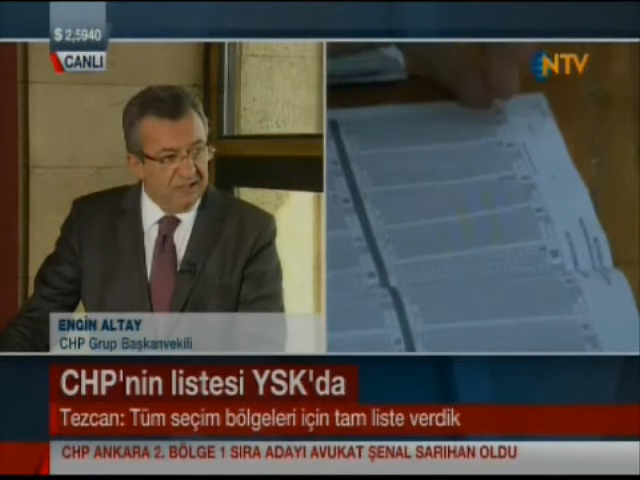 $ 2,5940
CANLI
NTV
ENGİN ALTAY
CHP Grup Başkanvekili
CHP'nin listesi YSK'da
Tezcan: Tüm seçim bölgeleri için tam liste verdik
CHP ANKARA 2. BÖLGE 1 SIRA ADAYI AVUKAT ŞENAL SARIHAN OLDU